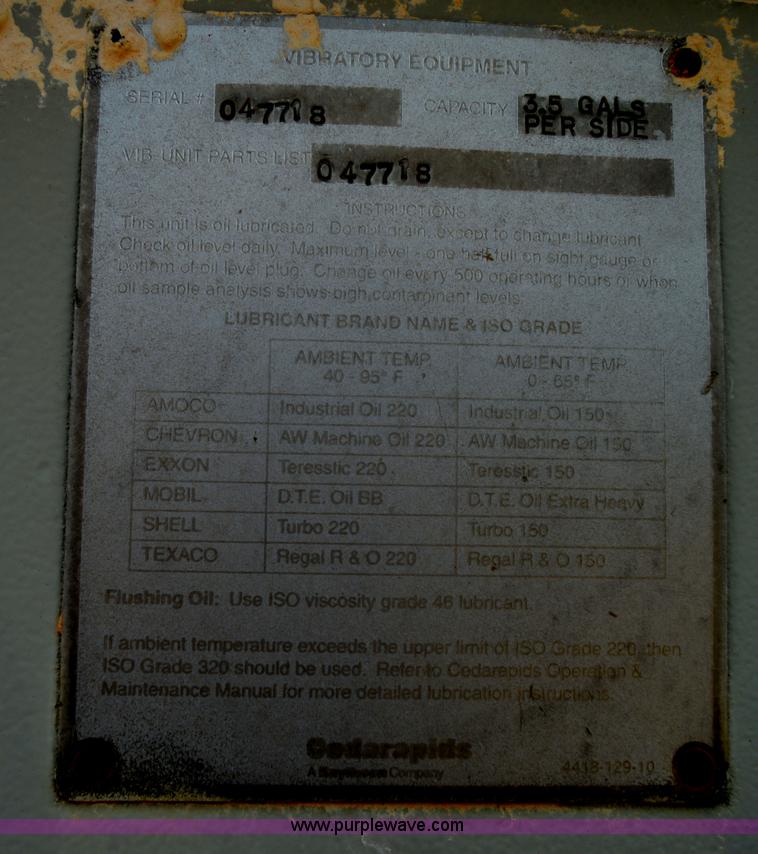 VIBRATORY EQUIPMENT
SERIAL # 047718 CAPACITY 3.5 GALS
PER SIDE
VIB UNIT PARTS LIST 047718
INSTRUCTIONS
This unit is oil lubricated. Do not drain, except to change lubricant.
Check oil level daily. Maximum level - one half full on sight gauge or
bottom of oil level plug. Change oil every 500 operating hours or when
oil sample analysis shows high contaminant levels.
LUBRICANT BRAND NAME & ISO GRADE
AMBIENT TEMP. AMBIENT TEMP.
40 - 95° F 0 - 65° F
AMOCO Industrial Oil 220 Industrial Oil 150
CHEVRON AW Machine Oil 220 AW Machine Oil 150
EXXON Teresstic 220 Teresstic 150
MOBIL D.T.E. Oil BB D.T.E. Oil Extra Heavy
SHELL Turbo 220 Turbo 150
TEXACO Regal R & O 220 Regal R & O 150
Flushing Oil: Use ISO viscosity grade 46 lubricant.
If ambient temperature exceeds the upper limit of ISO Grade 220, then
ISO Grade 320 should be used. Refer to Cedarapids Operation &
Maintenance Manual for more detailed lubrication instructions.
Cedarapids
A Raytheon Company 4418-129-10
www.purplewave.com